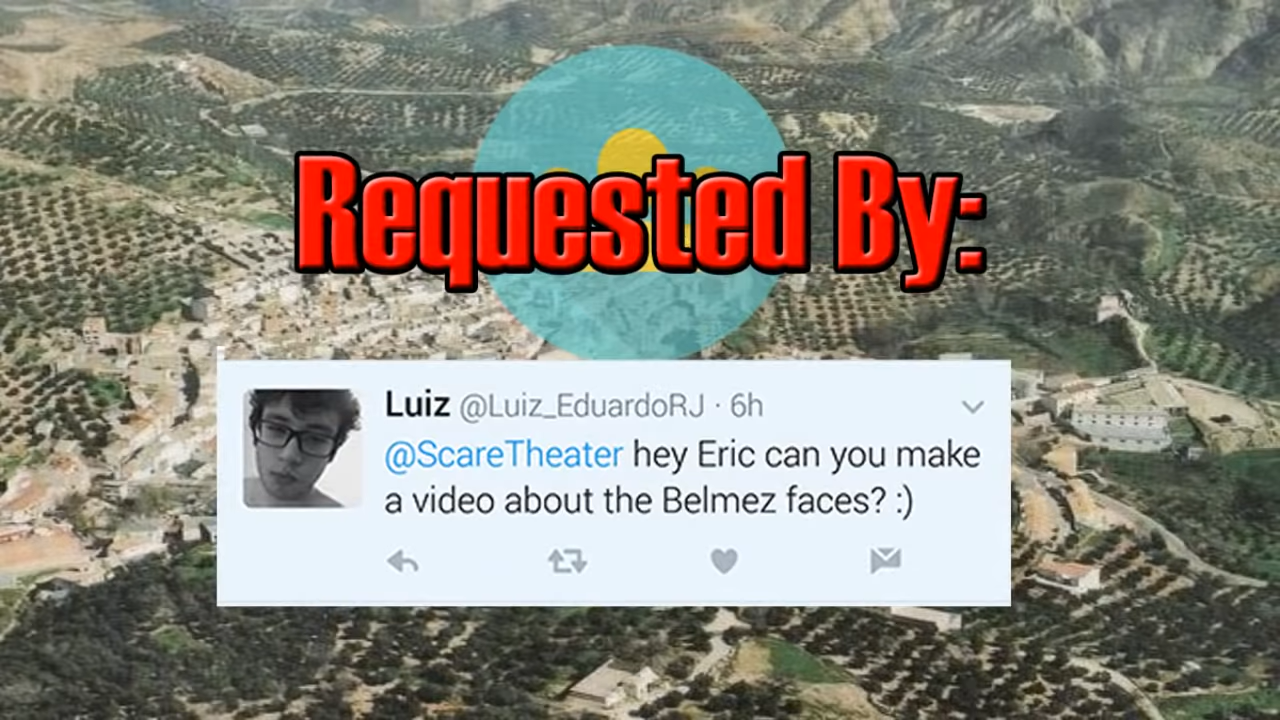 Requested By:
Luiz @Luiz_EduardoRJ · 6h
@ScareTheater hey Eric can you make
a video about the Belmez faces? :)